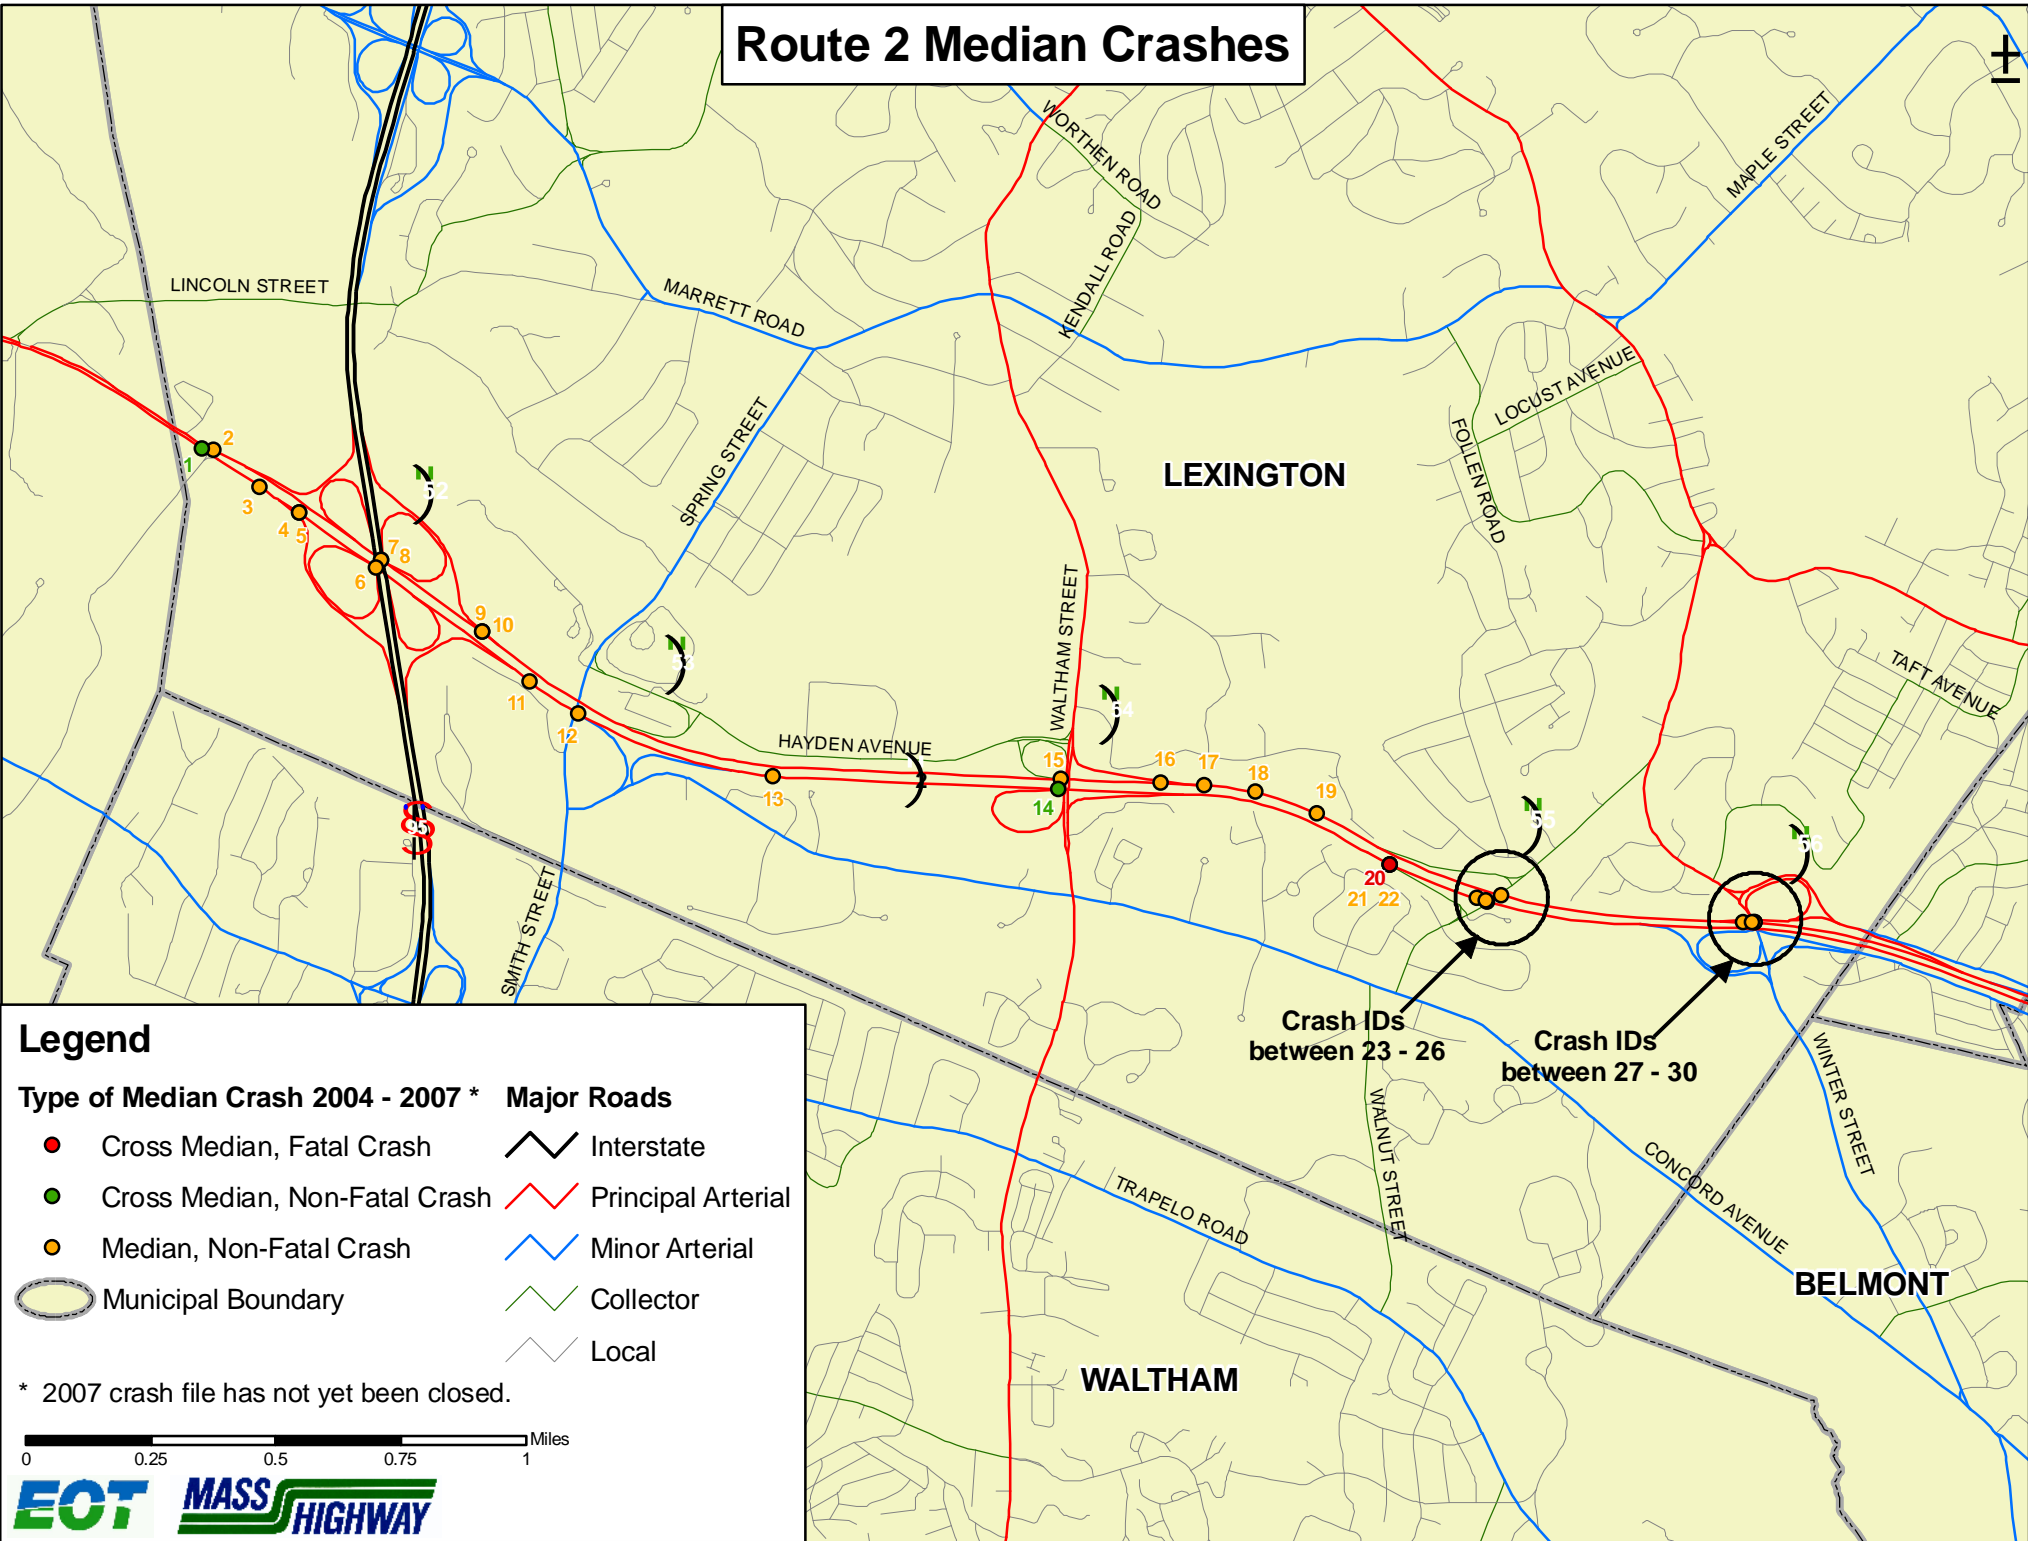 Route 2 Median Crashes
±
WORTHEN ROAD
MAPLE STREET
KENDALL ROAD
LINCOLN STREET
MARRETT ROAD
LOCUST AVENUE
SPRING STREET
FOLLEN ROAD
LEXINGTON
1
2
3
4
5
6
7
8
9
10
11
12
13
14
15
16
17
18
19
20
21
22
N
52
N
53
N
54
N
55
N
56
2
95
WALTHAM STREET
TAFT AVENUE
HAYDEN AVENUE
SMITH STREET
Crash IDs
between 23 - 26
Crash IDs
between 27 - 30
WINTER STREET
WALNUT STREET
CONCORD AVENUE
TRAPELO ROAD
BELMONT
WALTHAM
Legend
Type of Median Crash 2004 - 2007 *
Cross Median, Fatal Crash
Cross Median, Non-Fatal Crash
Median, Non-Fatal Crash
Municipal Boundary
Major Roads
Interstate
Principal Arterial
Minor Arterial
Collector
Local
* 2007 crash file has not yet been closed.
Miles
0 0.25 0.5 0.75 1
EOT
MASS
HIGHWAY